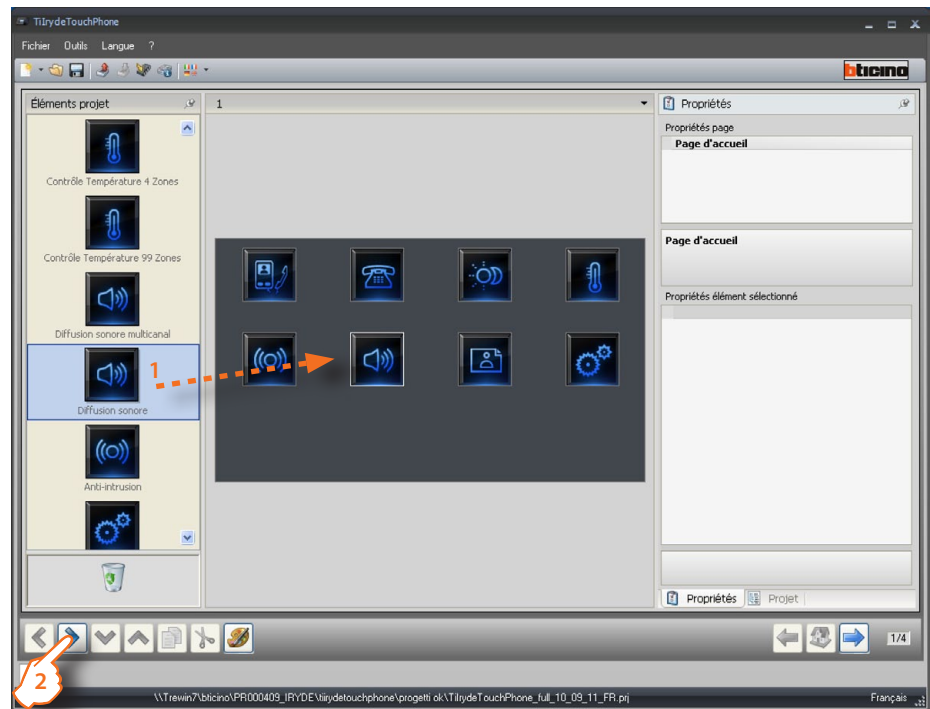 TiIrydeTouchPhone
Fichier Outils Langue ?
bticino
Éléments projet
1
Propriétés
Contrôle Température 4 Zones
Contrôle Température 99 Zones
Diffusion sonore multicanal
Diffusion sonore
Anti-intrusion
1
Propriétés page
Page d'accueil
Page d'accueil
Propriétés élément sélectionné
Propriétés Projet
1/4
2
\\Trewin7\bticino\PR000409_IRYDE\tiirydetouchphone\progetti ok\TiIrydeTouchPhone_full_10_09_11_FR.prj
Français